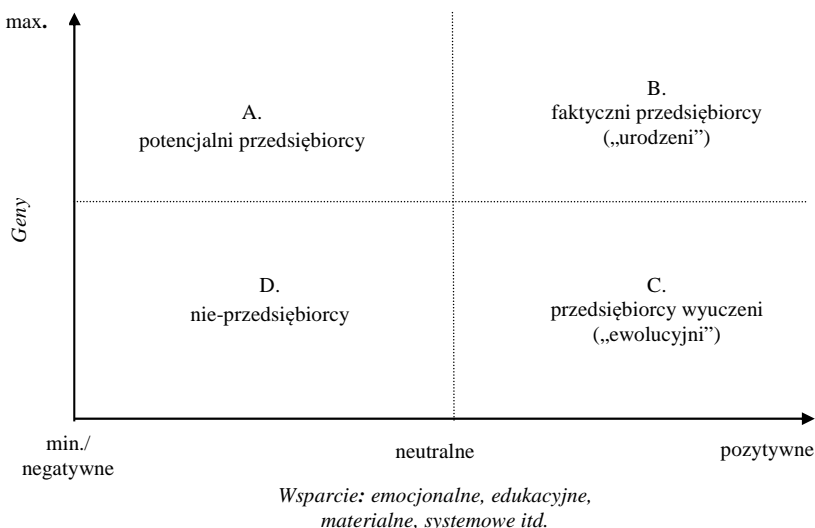 max.
A.
potencjalni przedsiębiorcy
B.
faktyczni przedsiębiorcy
(„urodzeni”)
Geny
D.
nie-przedsiębiorcy
C.
przedsiębiorcy wyuczeni
(„ewolucyjni”)
min./
negatywne
neutralne
pozytywne
Wsparcie: emocjonalne, edukacyjne,
materialne, systemowe itd.